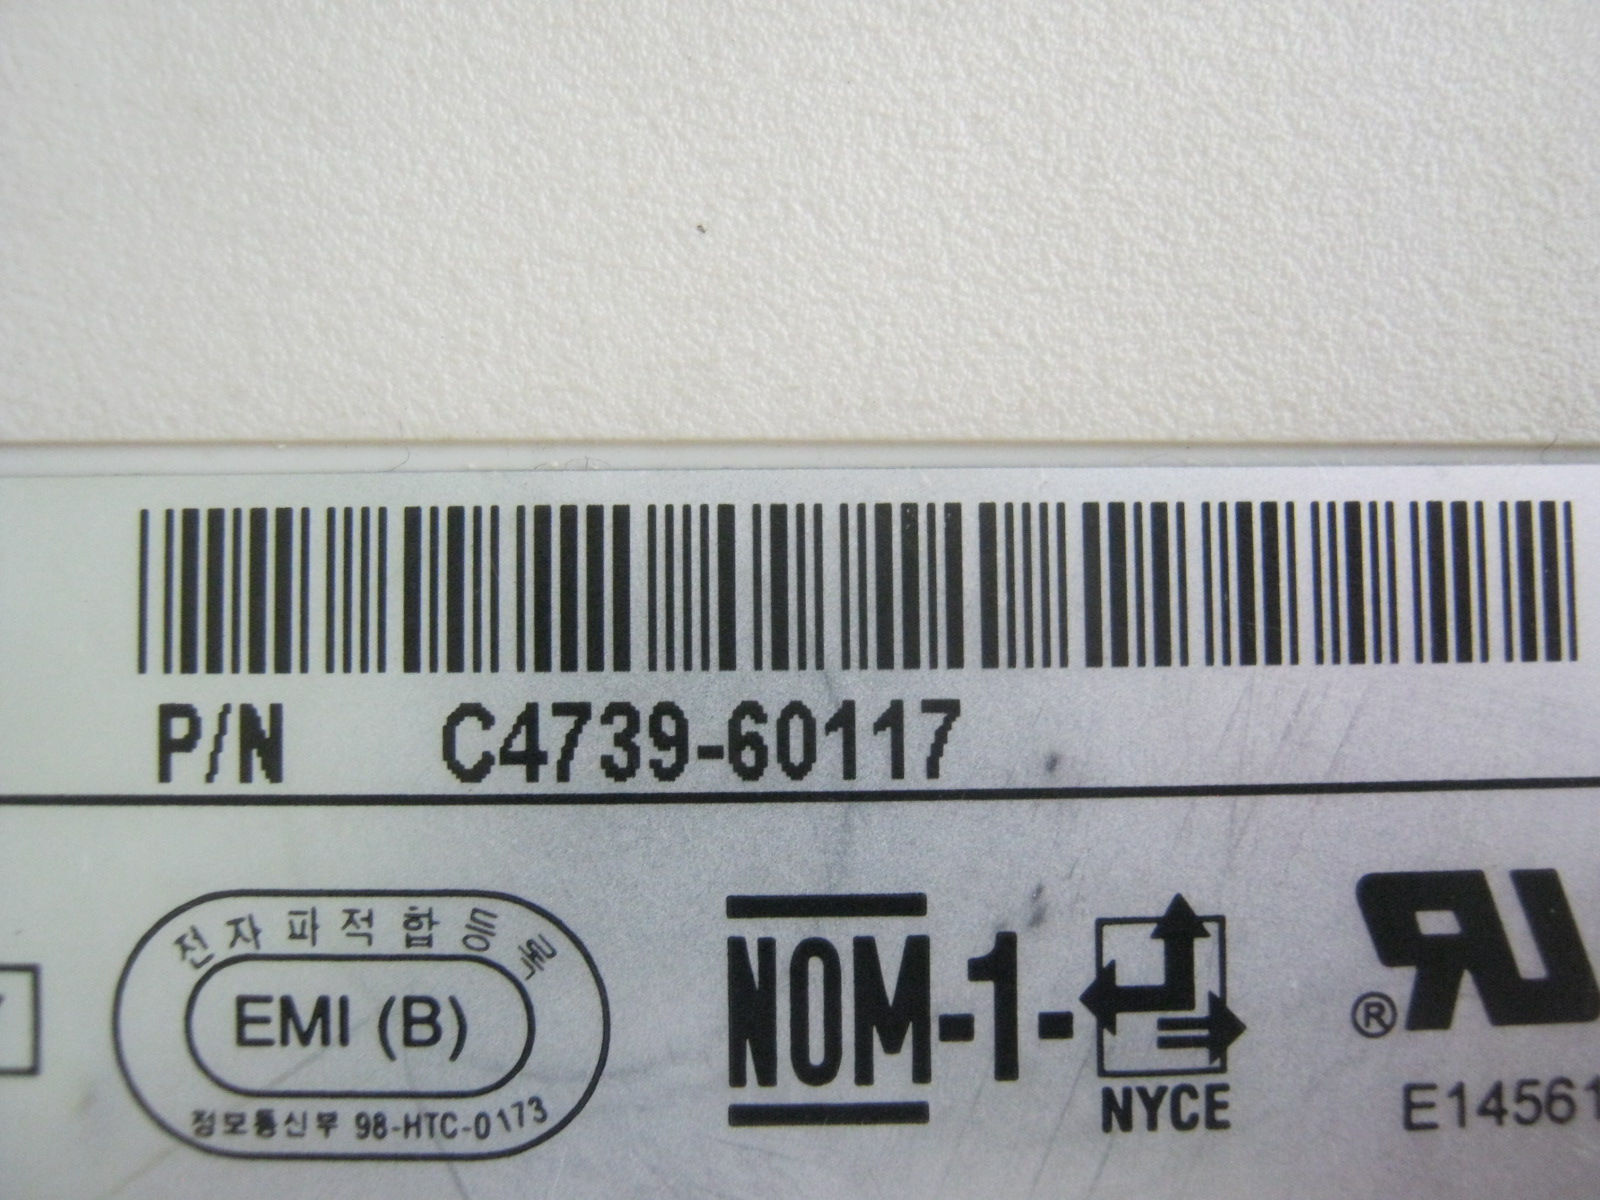 P/N C4739-60117
전자파적합등록
EMI (B)
정보통신부 98-HTC-0173
NOM-1-
NYCE
®
E14561